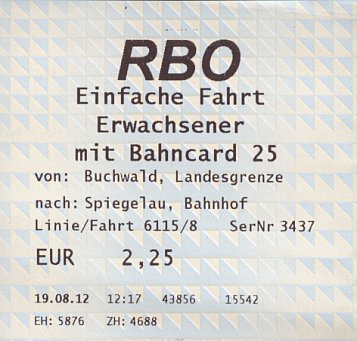 RBO
Einfache Fahrt
Erwachsener
mit Bahncard 25
von: Buchwald, Landesgrenze
nach: Spiegelau, Bahnhof
Linie/Fahrt 6115/8 SerNr 3437
EUR 2,25
19.08.12 12:17 43856 15542
EH: 5876 ZH: 4688